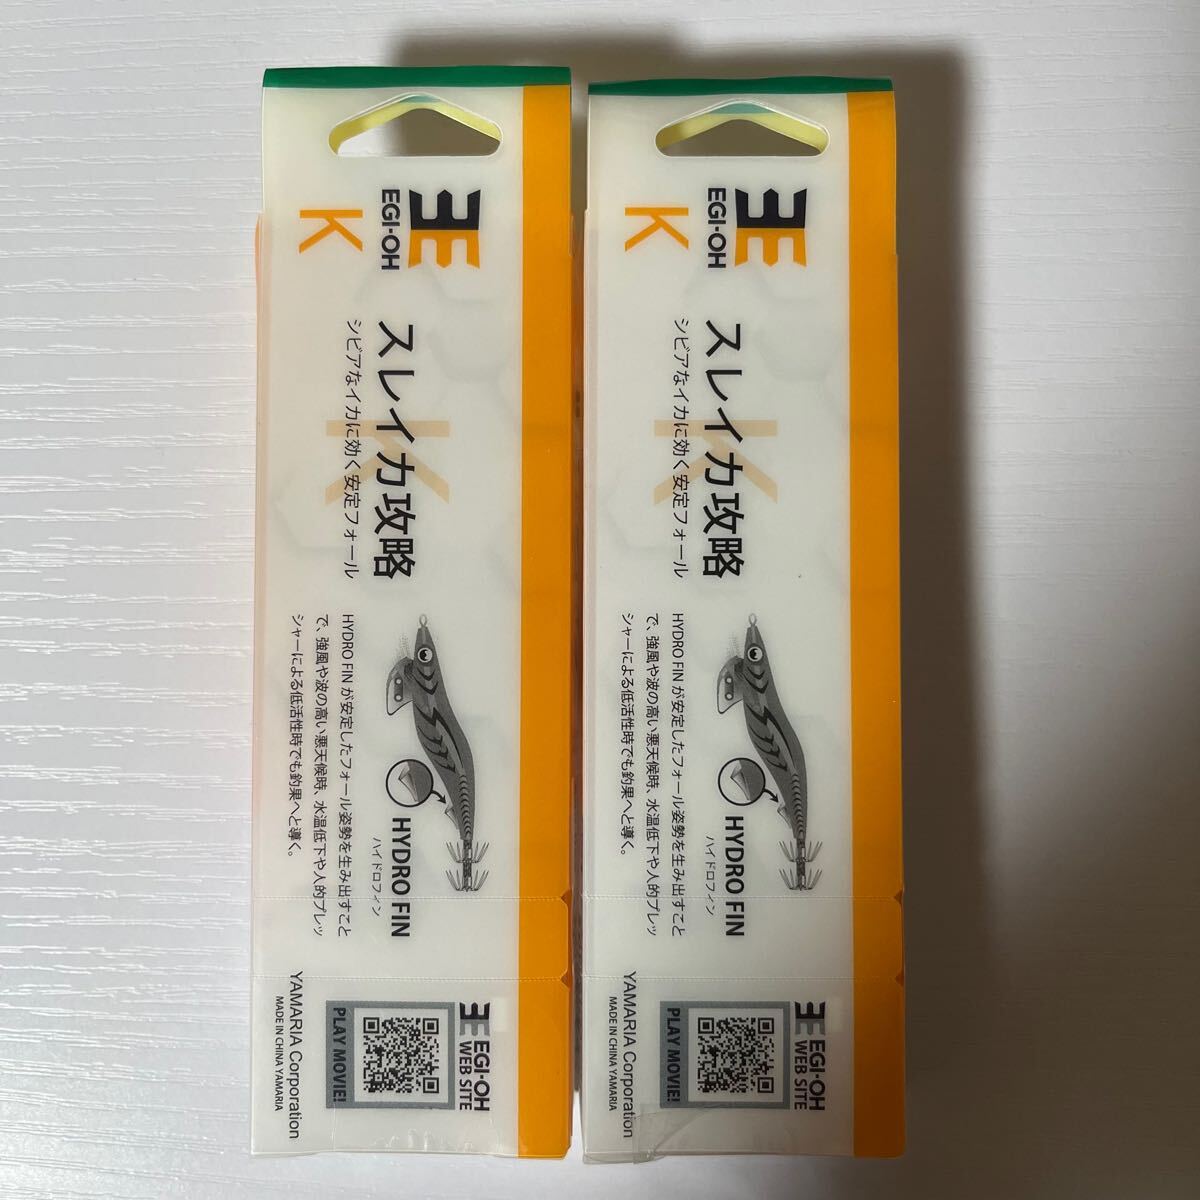 EGI-OH
K
スレイカ攻略
シビアなイカに効く安定フォール
K
HYDRO FIN
ハイドロフィン
HYDRO FIN が安定したフォール姿勢を生み出すこと
で、強風や波の高い悪天候時、水温低下や人的プレッ
シャーによる低活性時でも釣果へと導く。
EGI-OH
WEB SITE
PLAY MOVIE!
YAMARIA Corporation
MADE IN CHINA YAMARIA
EGI-OH
K
スレイカ攻略
シビアなイカに効く安定フォール
K
HYDRO FIN
ハイドロフィン
HYDRO FIN が安定したフォール姿勢を生み出すこと
で、強風や波の高い悪天候時、水温低下や人的プレッ
シャーによる低活性時でも釣果へと導く。
EGI-OH
WEB SITE
PLAY MOVIE!
YAMARIA Corporation
MADE IN CHINA YAMARIA